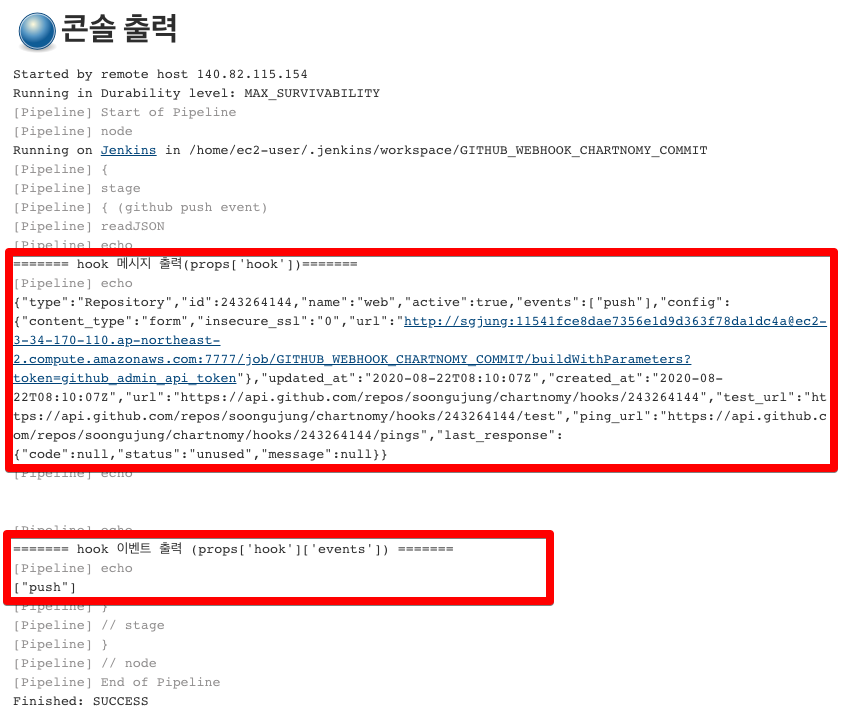 콘솔 출력
Started by remote host 140.82.115.154
Running in Durability level: MAX_SURVIVABILITY
[Pipeline] Start of Pipeline
[Pipeline] node
Running on Jenkins in /home/ec2-user/.jenkins/workspace/GITHUB_WEBHOOK_CHARTNOMY_COMMIT
[Pipeline] {
[Pipeline] stage
[Pipeline] { (github push event)
[Pipeline] readJSON
[Pipeline] echo
======= hook 메시지 출력(props['hook'])=======
[Pipeline] echo
{"type":"Repository","id":243264144,"name":"web","active":true,"events":["push"],"config":
{"content_type":"form","insecure_ssl":"0","url":"http://sgjung:11541fce8dae7356e1d9d363f78da1dc4a@ec2-
3-34-170-110.ap-northeast-
2.compute.amazonaws.com:7777/job/GITHUB_WEBHOOK_CHARTNOMY_COMMIT/buildWithParameters?
token=github_admin_api_token"},"updated_at":"2020-08-22T08:10:07Z","created_at":"2020-08-
22T08:10:07Z","url":"https://api.github.com/repos/soongujung/chartnomy/hooks/243264144","test_url":"ht
tps://api.github.com/repos/soongujung/chartnomy/hooks/243264144/test","ping_url":"https://api.github.c
om/repos/soongujung/chartnomy/hooks/243264144/pings","last_response":
{"code":null,"status":"unused","message":null}}
[Pipeline] echo
[Pipeline] echo
======= hook 이벤트 출력 (props['hook']['events']) =======
[Pipeline] echo
["push"]
[Pipeline] }
[Pipeline] // stage
[Pipeline] }
[Pipeline] // node
[Pipeline] End of Pipeline
Finished: SUCCESS